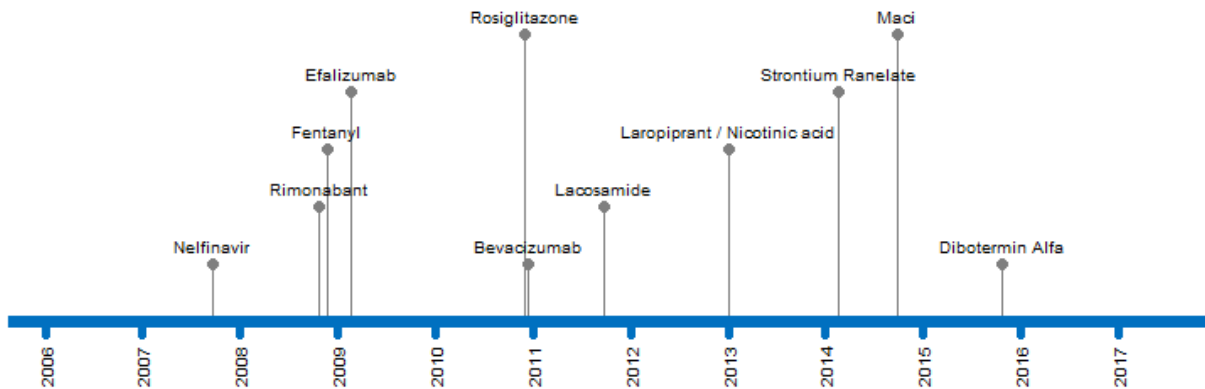 Rosiglitazone
Maci
Efalizumab
Strontium Ranelate
Fentanyl
Laropiprant / Nicotinic acid
Rimonabant
Lacosamide
Nelfinavir
Bevacizumab
Dibotermin Alfa
2006
2007
2008
2009
2010
2011
2012
2013
2014
2015
2016
2017